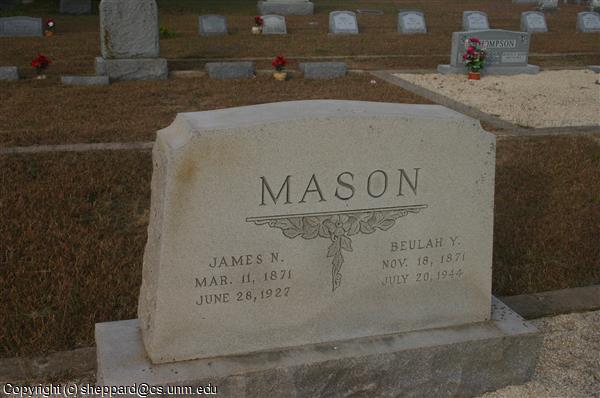 THOMPSON
MASON
JAMES N.
MAR. 11, 1871
JUNE 28, 1927
BEULAH Y.
NOV. 18, 1871
JULY 20, 1944
Copyright (c) sheppard@cs.unm.edu